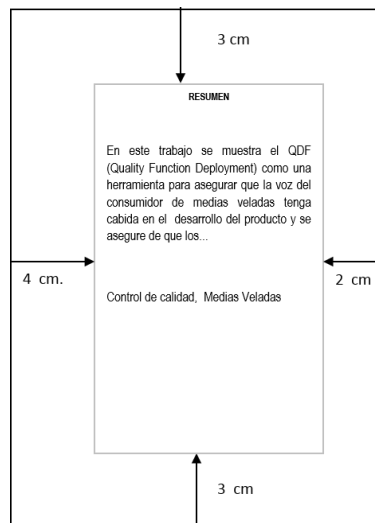 3 cm
RESUMEN
En este trabajo se muestra el QDF
(Quality Function Deployment) como una
herramienta para asegurar que la voz del
consumidor de medias veladas tenga
cabida en el desarrollo del producto y se
asegure de que los...
4 cm.
2 cm
Control de calidad, Medias Veladas
3 cm